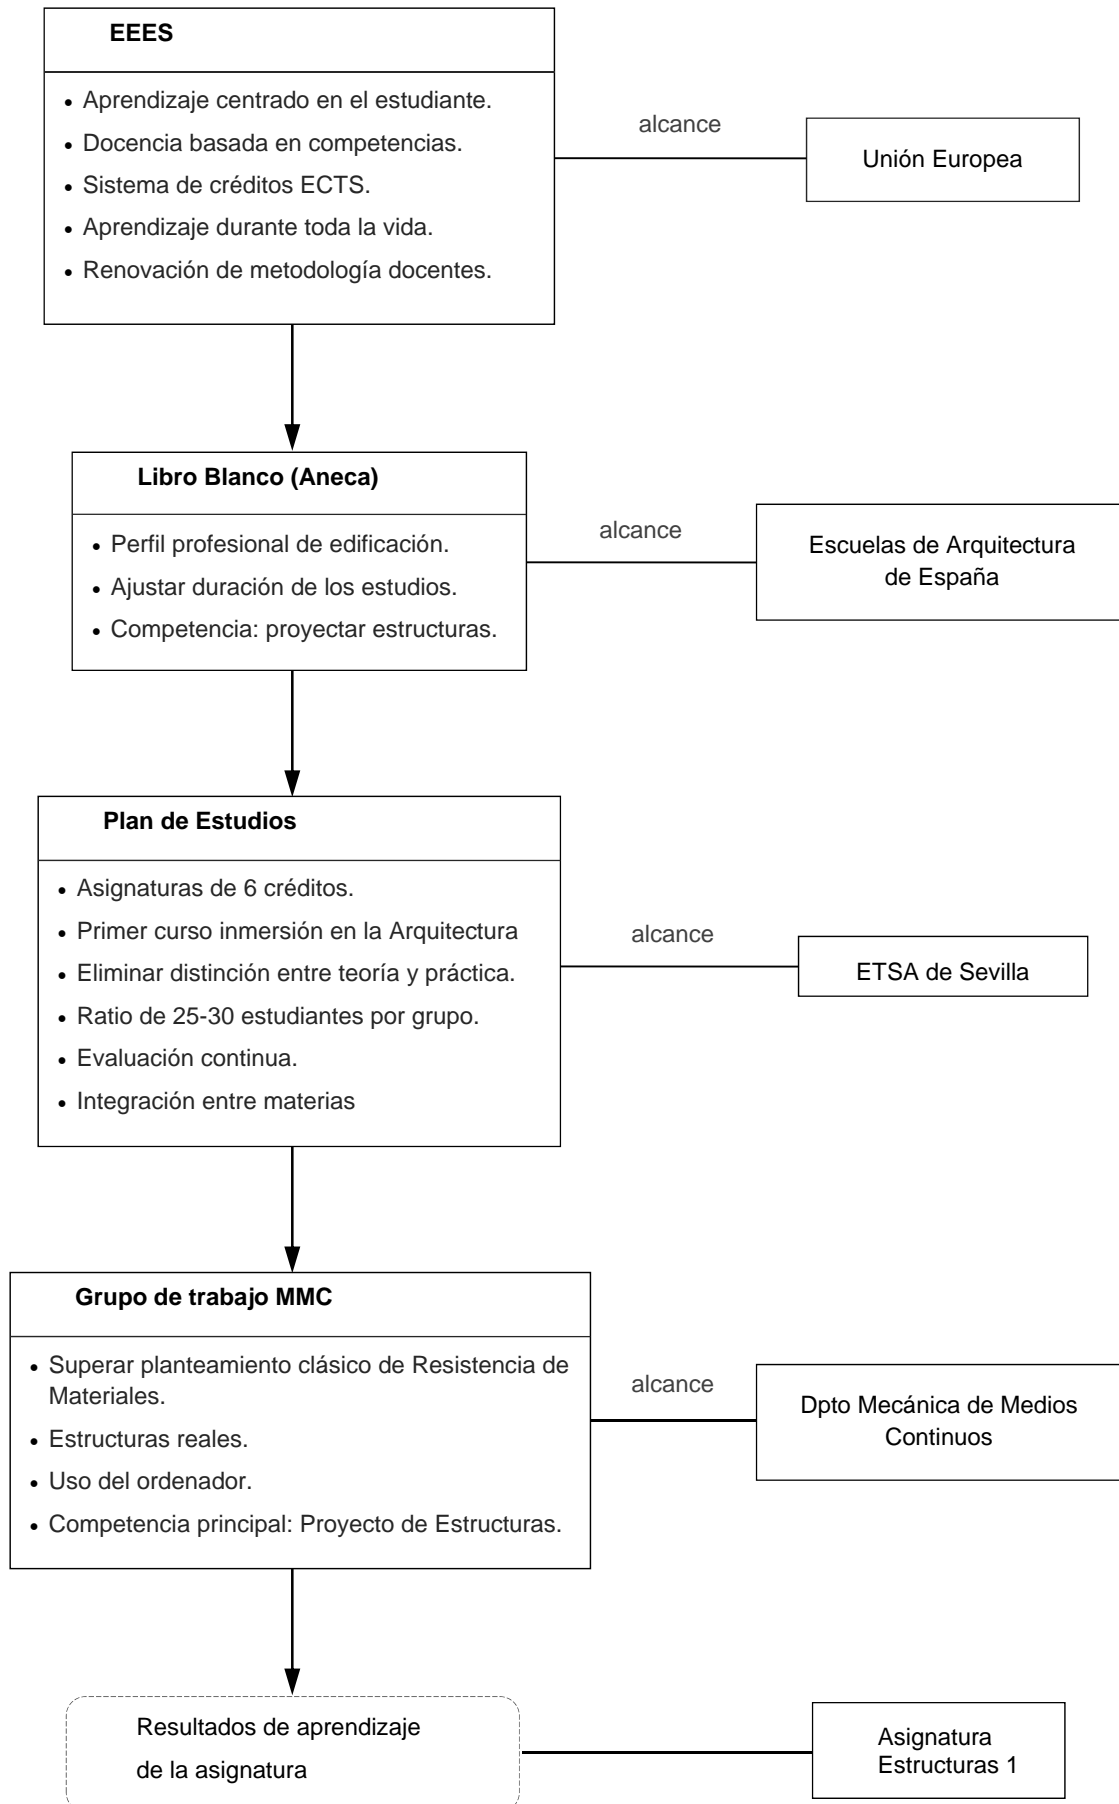 EEES
• Aprendizaje centrado en el estudiante.
• Docencia basada en competencias.
• Sistema de créditos ECTS.
• Aprendizaje durante toda la vida.
• Renovación de metodología docentes.
alcance
Unión Europea
Libro Blanco (Aneca)
• Perfil profesional de edificación.
• Ajustar duración de los estudios.
• Competencia: proyectar estructuras.
alcance
Escuelas de Arquitectura
de España
Plan de Estudios
• Asignaturas de 6 créditos.
• Primer curso inmersión en la Arquitectura
• Eliminar distinción entre teoría y práctica.
• Ratio de 25-30 estudiantes por grupo.
• Evaluación continua.
• Integración entre materias
alcance
ETSA de Sevilla
Grupo de trabajo MMC
• Superar planteamiento clásico de Resistencia de
Materiales.
• Estructuras reales.
• Uso del ordenador.
• Competencia principal: Proyecto de Estructuras.
alcance
Dpto Mecánica de Medios
Continuos
Resultados de aprendizaje
de la asignatura
Asignatura
Estructuras 1